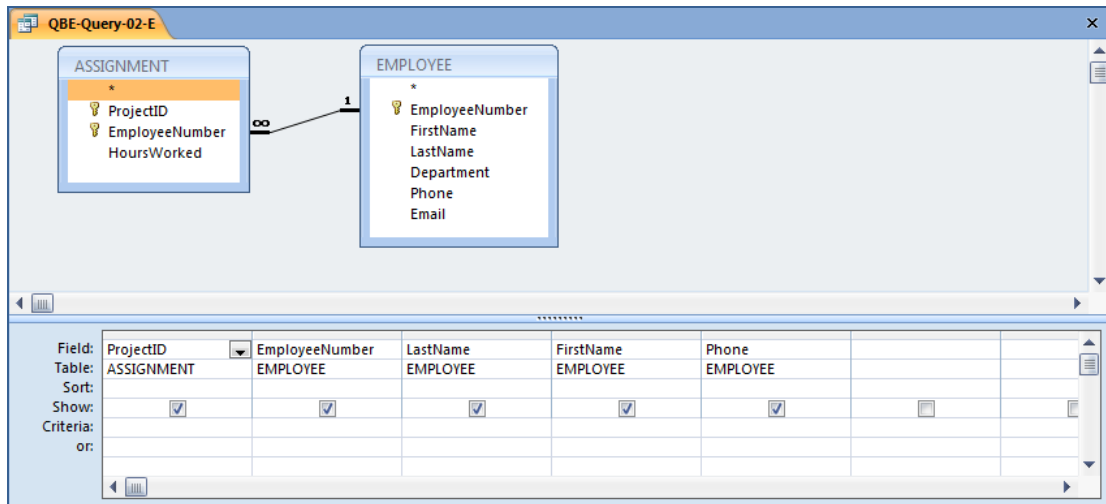 QBE-Query-02-E
ASSIGNMENT
*
ProjectID
EmployeeNumber
HoursWorked
∞
1
EMPLOYEE
*
EmployeeNumber
FirstName
LastName
Department
Phone
Email
Field: ProjectID EmployeeNumber LastName FirstName Phone
Table: ASSIGNMENT EMPLOYEE EMPLOYEE EMPLOYEE EMPLOYEE
Sort:
Show:
Criteria:
or: